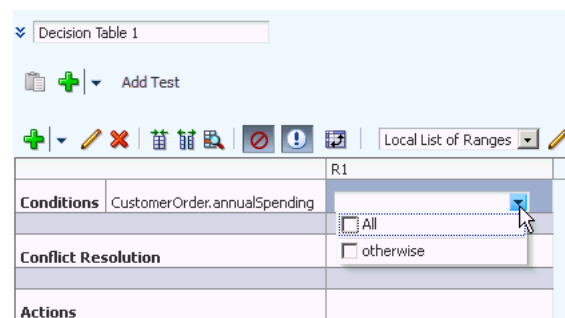 Decision Table 1
Add Test
Local List of Ranges
R1
Conditions CustomerOrder.annualSpending
All
otherwise
Conflict Resolution
Actions